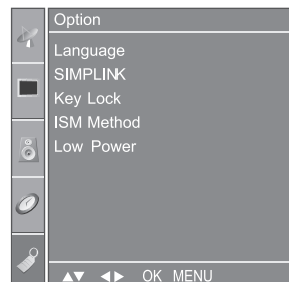 Option
Language
SIMPLINK
Key Lock
ISM Method
Low Power
▲▼ ◀▶ OK MENU